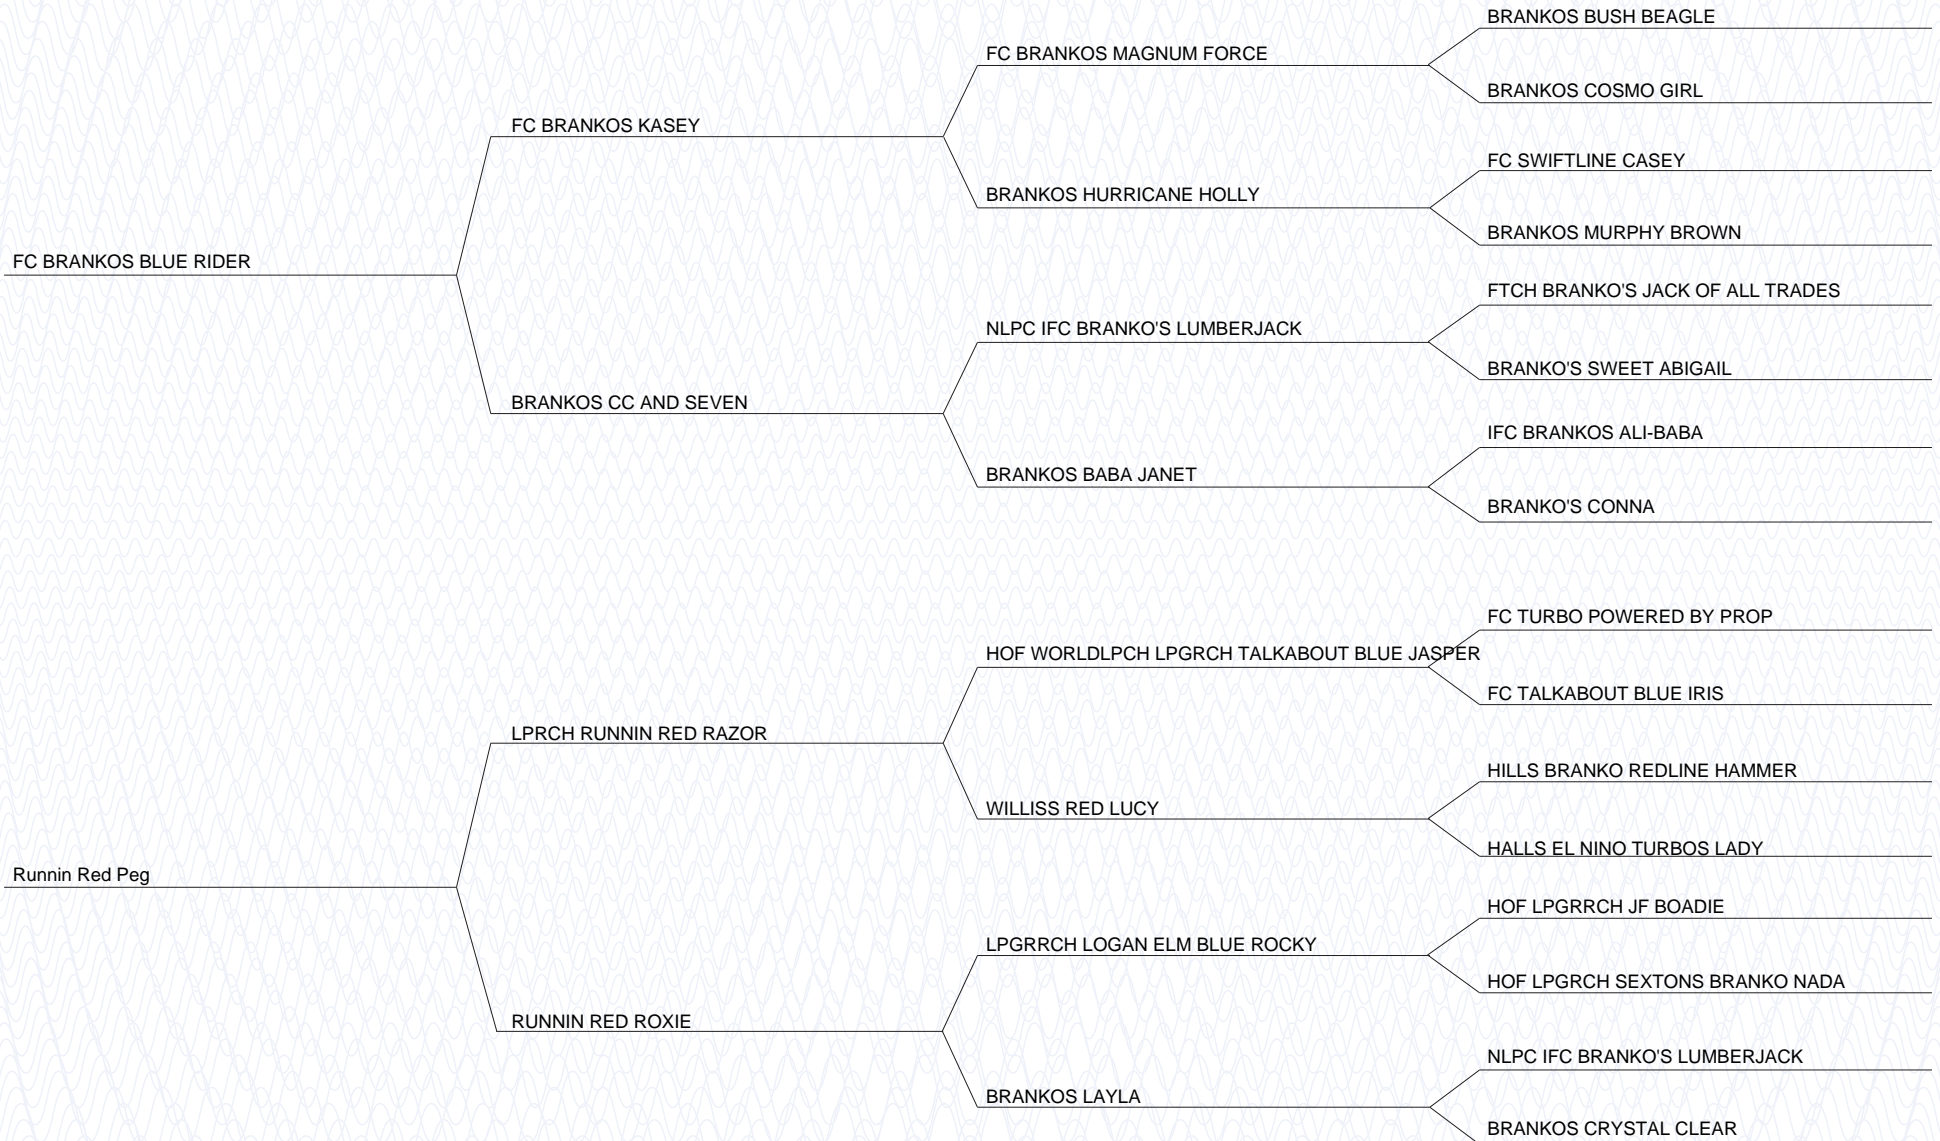 BRANKOS BUSH BEAGLE
FC BRANKOS MAGNUM FORCE
BRANKOS COSMO GIRL
FC BRANKOS KASEY
FC SWIFTLINE CASEY
BRANKOS HURRICANE HOLLY
BRANKOS MURPHY BROWN
FC BRANKOS BLUE RIDER
FTCH BRANKO'S JACK OF ALL TRADES
NLPC IFC BRANKO'S LUMBERJACK
BRANKO'S SWEET ABIGAIL
BRANKOS CC AND SEVEN
IFC BRANKOS ALI-BABA
BRANKOS BABA JANET
BRANKO'S CONNA
FC TURBO POWERED BY PROP
HOF WORLDLPCH LPGRCH TALKABOUT BLUE JASPER
FC TALKABOUT BLUE IRIS
LPRCH RUNNIN RED RAZOR
HILLS BRANKO REDLINE HAMMER
WILLISS RED LUCY
HALLS EL NINO TURBOS LADY
Runnin Red Peg
HOF LPGRRCH JF BOADIE
LPGRRCH LOGAN ELM BLUE ROCKY
HOF LPGRCH SEXTONS BRANKO NADA
RUNNIN RED ROXIE
NLPC IFC BRANKO'S LUMBERJACK
BRANKOS LAYLA
BRANKOS CRYSTAL CLEAR